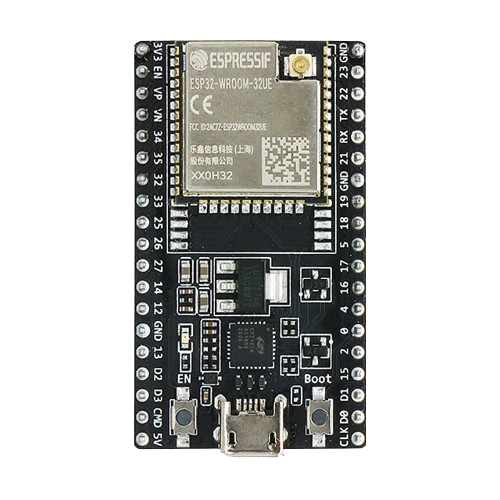 ESPRESSIF
ESP32-WROOM-32UE
CE
FCC ID:2AC7Z-ESP32WROOM32UE
乐鑫信息科技(上海)
股份有限公司
XX0H32
3V3
EN
VP
VN
34
35
32
33
25
26
27
14
12
GND
13
D2
D3
CMD
5V
GND
23
22
TX
RX
21
GND
19
18
5
17
16
4
0
2
15
D1
D0
CLK
EN
Boot